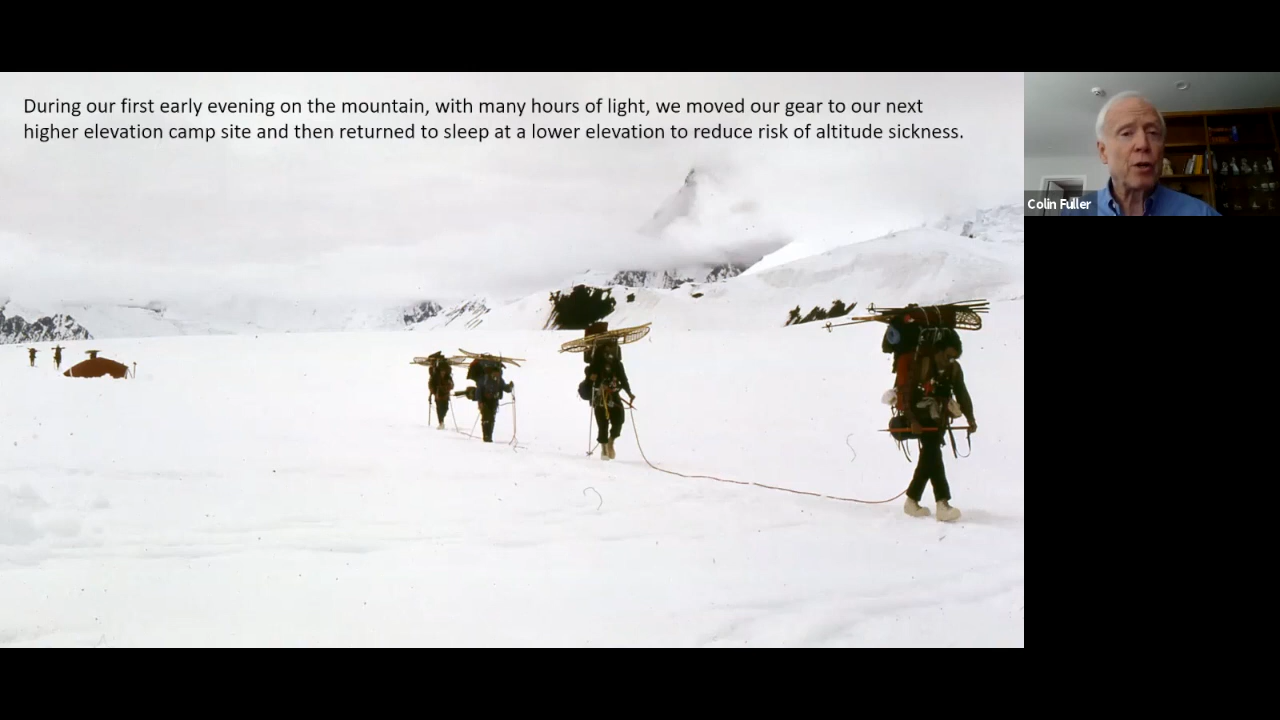 During our first early evening on the mountain, with many hours of light, we moved our gear to our next
higher elevation camp site and then returned to sleep at a lower elevation to reduce risk of altitude sickness.
Colin Fuller